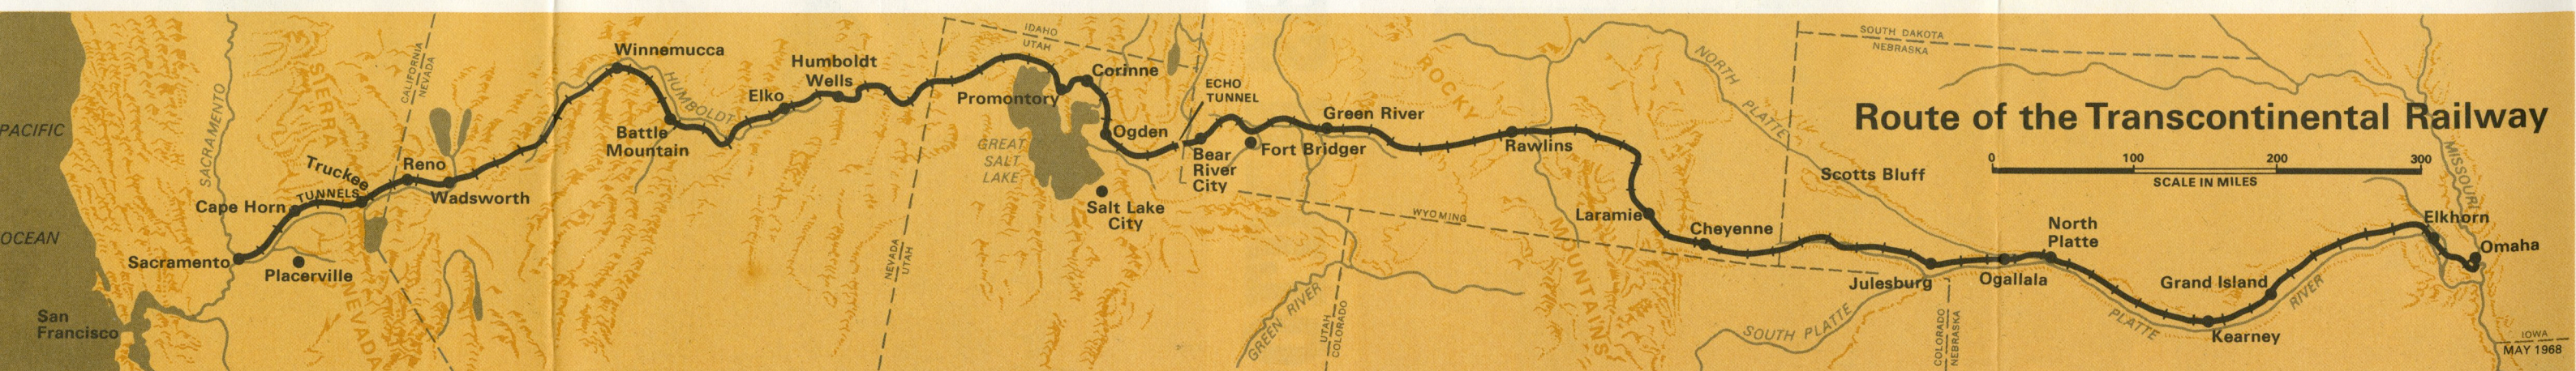 Route of the Transcontinental Railway
0 100 200 300
SCALE IN MILES
PACIFIC
OCEAN
San
Francisco
SACRAMENTO
Sacramento
Placerville
Cape Horn
TUNNELS
Truckee
SIERRA
NEVADA
CALIFORNIA
NEVADA
Reno
Wadsworth
Winnemucca
HUMBOLDT
Battle
Mountain
Elko
Humboldt
Wells
NEVADA
UTAH
IDAHO
UTAH
Promontory
GREAT
SALT
LAKE
Corinne
Ogden
Salt Lake
City
ECHO
TUNNEL
Bear
River
City
Fort Bridger
Green River
GREEN RIVER
UTAH
COLORADO
WYOMING
ROCKY
MOUNTAINS
Rawlins
Laramie
Cheyenne
NORTH PLATTE
SOUTH DAKOTA
NEBRASKA
Scotts Bluff
SOUTH PLATTE
Julesburg
COLORADO
NEBRASKA
Ogallala
North
Platte
PLATTE RIVER
Kearney
Grand Island
MISSOURI
Elkhorn
Omaha
IOWA
MAY 1968